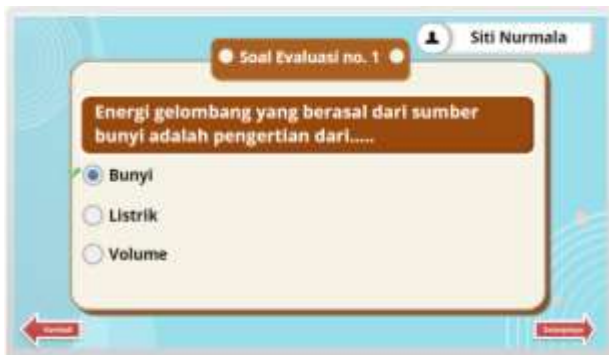 Siti Nurmala
Soal Evaluasi no. 1
Energi gelombang yang berasal dari sumber
bunyi adalah pengertian dari.....
Bunyi
Listrik
Volume